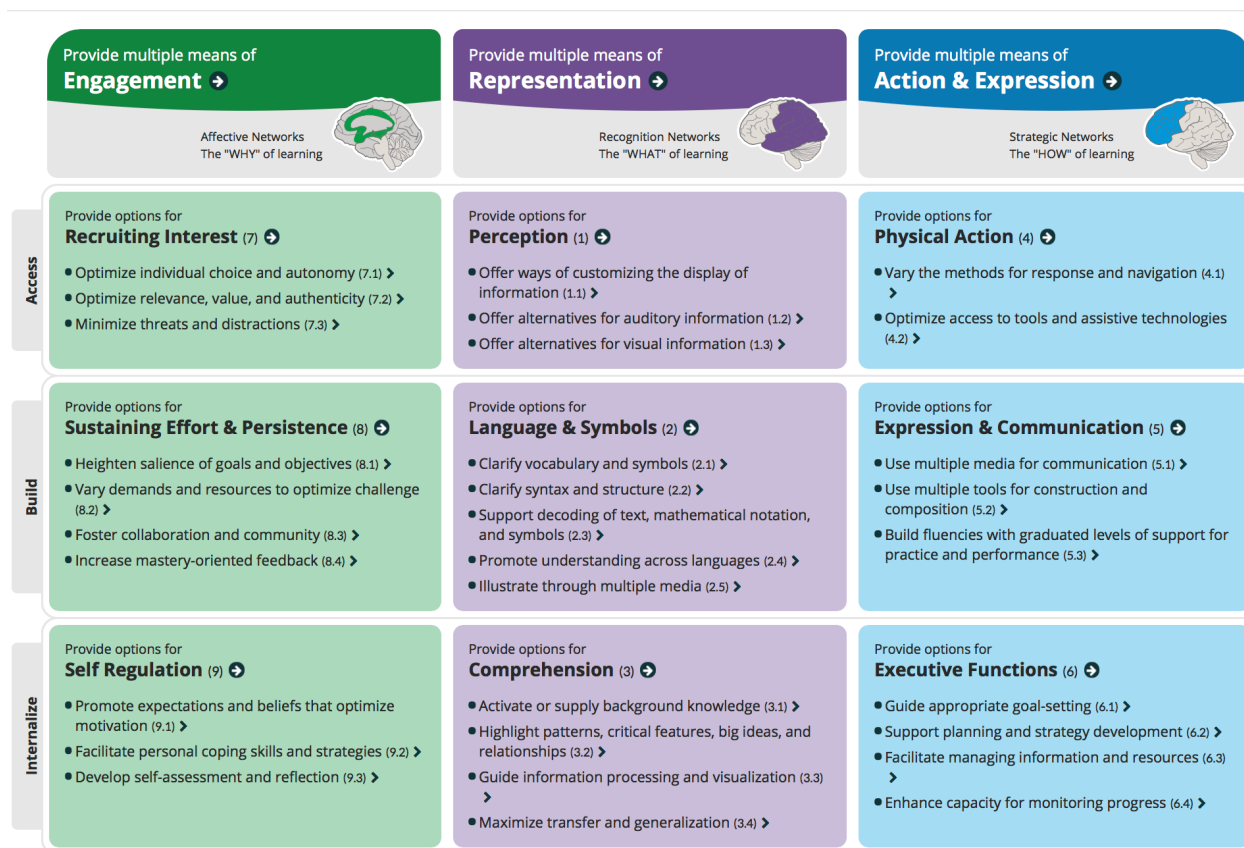 Provide multiple means of
Engagement
Affective Networks
The "WHY" of learning
Provide multiple means of
Representation
Recognition Networks
The "WHAT" of learning
Provide multiple means of
Action & Expression
Strategic Networks
The "HOW" of learning
Access
Provide options for
Recruiting Interest (7)
• Optimize individual choice and autonomy (7.1)
• Optimize relevance, value, and authenticity (7.2)
• Minimize threats and distractions (7.3)
Provide options for
Perception (1)
• Offer ways of customizing the display of
information (1.1)
• Offer alternatives for auditory information (1.2)
• Offer alternatives for visual information (1.3)
Provide options for
Physical Action (4)
• Vary the methods for response and navigation (4.1)
• Optimize access to tools and assistive technologies
(4.2)
Build
Provide options for
Sustaining Effort & Persistence (8)
• Heighten salience of goals and objectives (8.1)
• Vary demands and resources to optimize challenge
(8.2)
• Foster collaboration and community (8.3)
• Increase mastery-oriented feedback (8.4)
Provide options for
Language & Symbols (2)
• Clarify vocabulary and symbols (2.1)
• Clarify syntax and structure (2.2)
• Support decoding of text, mathematical notation,
and symbols (2.3)
• Promote understanding across languages (2.4)
• Illustrate through multiple media (2.5)
Provide options for
Expression & Communication (5)
• Use multiple media for communication (5.1)
• Use multiple tools for construction and
composition (5.2)
• Build fluencies with graduated levels of support for
practice and performance (5.3)
Internalize
Provide options for
Self Regulation (9)
• Promote expectations and beliefs that optimize
motivation (9.1)
• Facilitate personal coping skills and strategies (9.2)
• Develop self-assessment and reflection (9.3)
Provide options for
Comprehension (3)
• Activate or supply background knowledge (3.1)
• Highlight patterns, critical features, big ideas, and
relationships (3.2)
• Guide information processing and visualization (3.3)
• Maximize transfer and generalization (3.4)
Provide options for
Executive Functions (6)
• Guide appropriate goal-setting (6.1)
• Support planning and strategy development (6.2)
• Facilitate managing information and resources (6.3)
• Enhance capacity for monitoring progress (6.4)